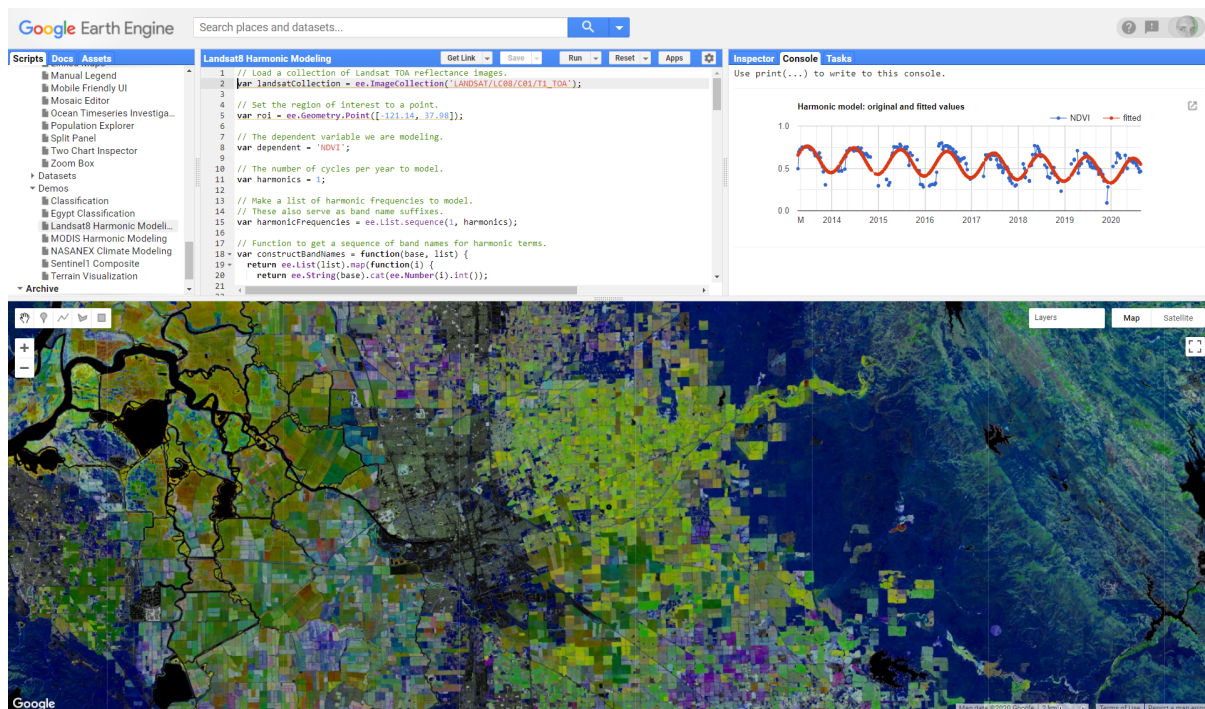 Google Earth Engine
Search places and datasets...
Scripts Docs Assets
Manual Legend
Mobile Friendly UI
Mosaic Editor
Ocean Timeseries Investiga...
Population Explorer
Split Panel
Two Chart Inspector
Zoom Box
Datasets
Demos
Classification
Egypt Classification
Landsat8 Harmonic Modeli...
MODIS Harmonic Modeling
NASANEX Climate Modeling
Sentinel1 Composite
Terrain Visualization
Archive
Landsat8 Harmonic Modeling
Get Link Save Run Reset Apps
1 // Load a collection of Landsat TOA reflectance images.
2 var landsatCollection = ee.ImageCollection('LANDSAT/LC08/C01/T1_TOA');
3
4 // Set the region of interest to a point.
5 var roi = ee.Geometry.Point([-121.14, 37.98]);
6
7 // The dependent variable we are modeling.
8 var dependent = 'NDVI';
9
10 // The number of cycles per year to model.
11 var harmonics = 1;
12
13 // Make a list of harmonic frequencies to model.
14 // These also serve as band name suffixes.
15 var harmonicFrequencies = ee.List.sequence(1, harmonics);
16
17 // Function to get a sequence of band names for harmonic terms.
18 var constructBandNames = function(base, list) {
19 return ee.List(list).map(function(i) {
20 return ee.String(base).cat(ee.Number(i).int());
21
Inspector Console Tasks
Use print(...) to write to this console.
Harmonic model: original and fitted values
NDVI fitted
1.0
0.5
0.0
M 2014 2015 2016 2017 2018 2019 2020
Layers
Map Satellite
Google
Map data ©2020 Google 2 km
Terms of Use